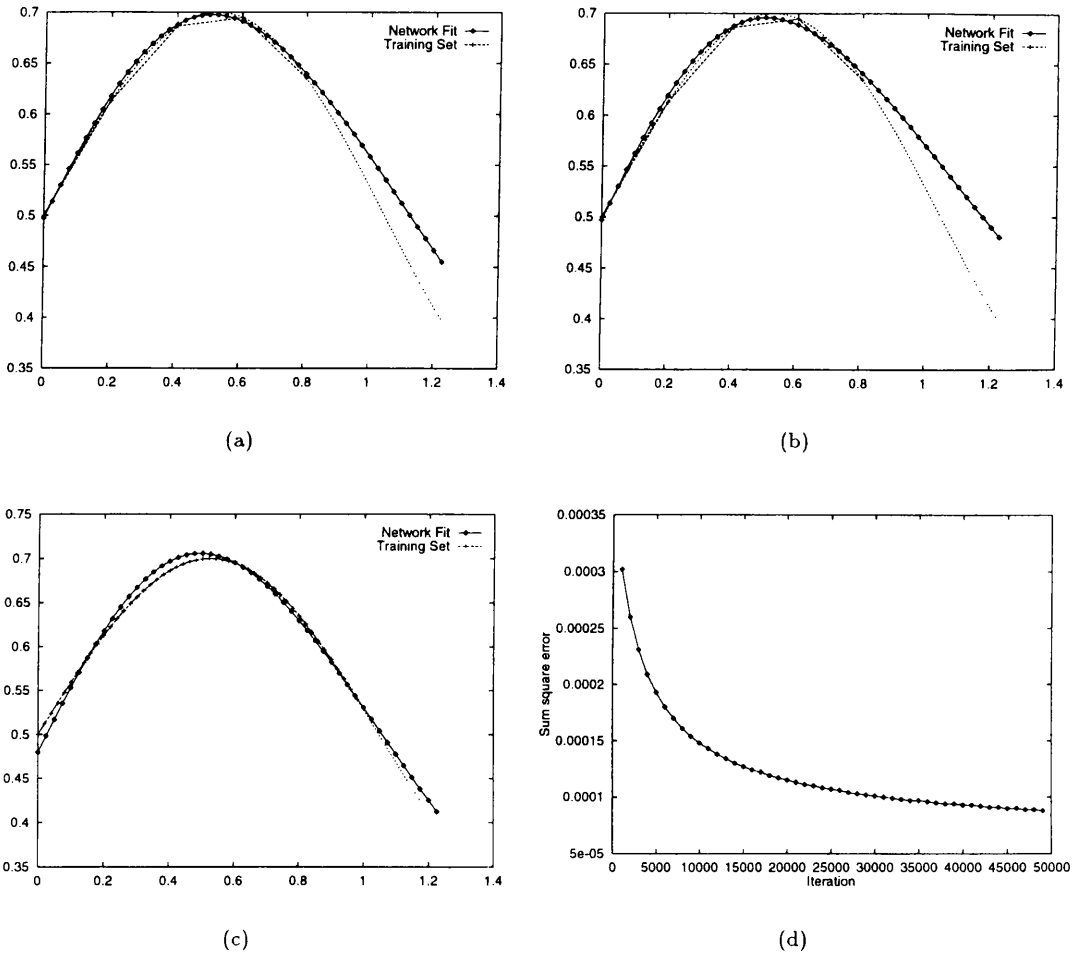 0.7
0.65
0.6
0.55
0.5
0.45
0.4
0.35
0 0.2 0.4 0.6 0.8 1 1.2 1.4
Network Fit
Training Set
(a)
0.7
0.65
0.6
0.55
0.5
0.45
0.4
0.35
0 0.2 0.4 0.6 0.8 1 1.2 1.4
Network Fit
Training Set
(b)
0.75
0.7
0.65
0.6
0.55
0.5
0.45
0.4
0.35
0 0.2 0.4 0.6 0.8 1 1.2 1.4
Network Fit
Training Set
(c)
0.00035
0.0003
0.00025
0.0002
0.00015
0.0001
5e-05
Sum square error
0 5000 10000 15000 20000 25000 30000 35000 40000 45000 50000
Iteration
(d)